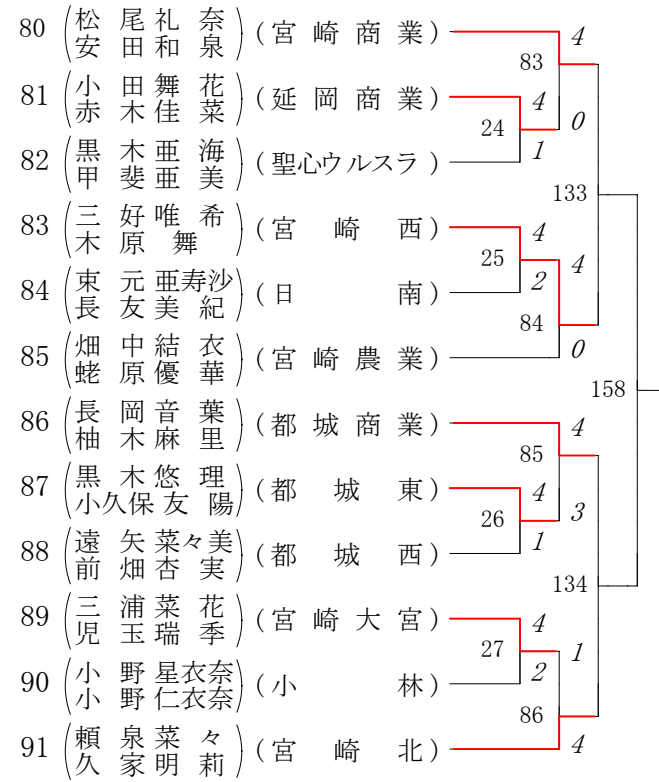 松尾礼奈
80 (宮崎商業) 4
安田和泉
83
小田舞花
81 (延岡商業) 4 0
赤木佳菜
24 1
黒木亜海
82 (聖心ウルスラ)
甲斐亜美
133
三好唯希
83 (宮崎西) 4
木原舞
25 2 4
東元亜寿沙
84 (日南)
長友美紀
84
畑中結衣
85 (宮崎農業) 0
蛯原優華
158
長岡音葉
86 (都城商業) 4
柚木麻里
85
黒木悠理
87 (都城東) 4 3
小久保友陽
26 1
遠矢菜々美
88 (都城西)
前畑杏実
134
三浦菜花
89 (宮崎大宮) 4
児玉瑞季
27 2 1
小野星衣奈
90 (小林)
小野仁衣奈
86
頼泉菜々
91 (宮崎北) 4
久家明莉